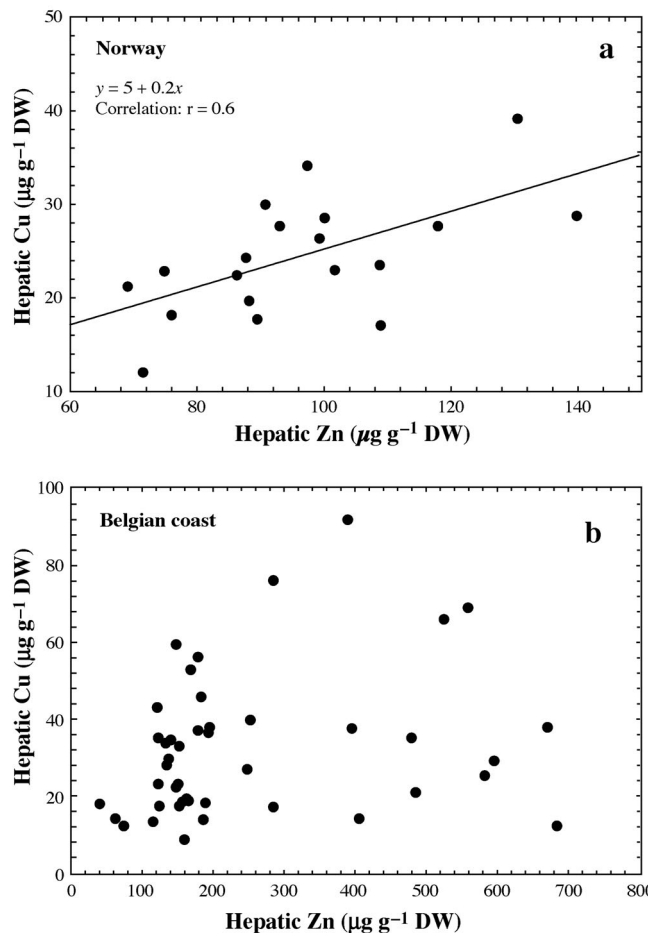 50
Norway
a
y = 5 + 0.2x
Correlation: r = 0.6
40
30
20
10
Hepatic Cu (μg g⁻¹ DW)
60 80 100 120 140
Hepatic Zn (μg g⁻¹ DW)
100
Belgian coast
b
80
60
40
20
0
Hepatic Cu (μg g⁻¹ DW)
0 100 200 300 400 500 600 700 800
Hepatic Zn (μg g⁻¹ DW)